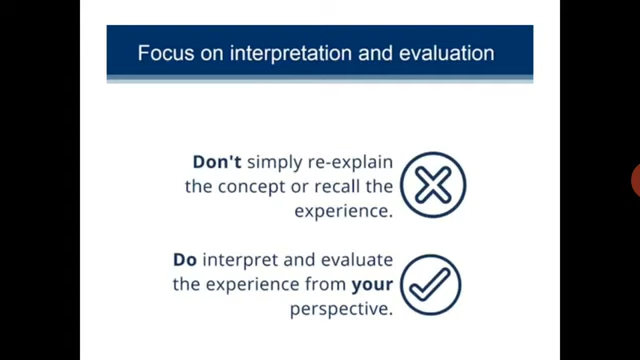 Focus on interpretation and evaluation
Don't simply re-explain
the concept or recall the
experience.
Do interpret and evaluate
the experience from your
perspective.